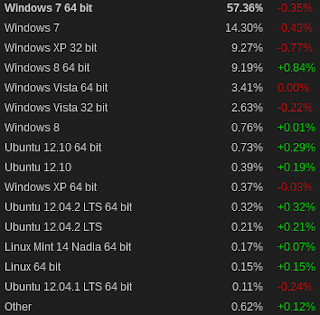 Windows 7 64 bit 57.36% -0.35%
Windows 7 14.30% -0.43%
Windows XP 32 bit 9.27% -0.77%
Windows 8 64 bit 9.19% +0.84%
Windows Vista 64 bit 3.41% 0.00%
Windows Vista 32 bit 2.63% -0.22%
Windows 8 0.76% +0.01%
Ubuntu 12.10 64 bit 0.73% +0.29%
Ubuntu 12.10 0.39% +0.19%
Windows XP 64 bit 0.37% -0.03%
Ubuntu 12.04.2 LTS 64 bit 0.32% +0.32%
Ubuntu 12.04.2 LTS 0.21% +0.21%
Linux Mint 14 Nadia 64 bit 0.17% +0.07%
Linux 64 bit 0.15% +0.15%
Ubuntu 12.04.1 LTS 64 bit 0.11% -0.24%
Other 0.62% +0.12%